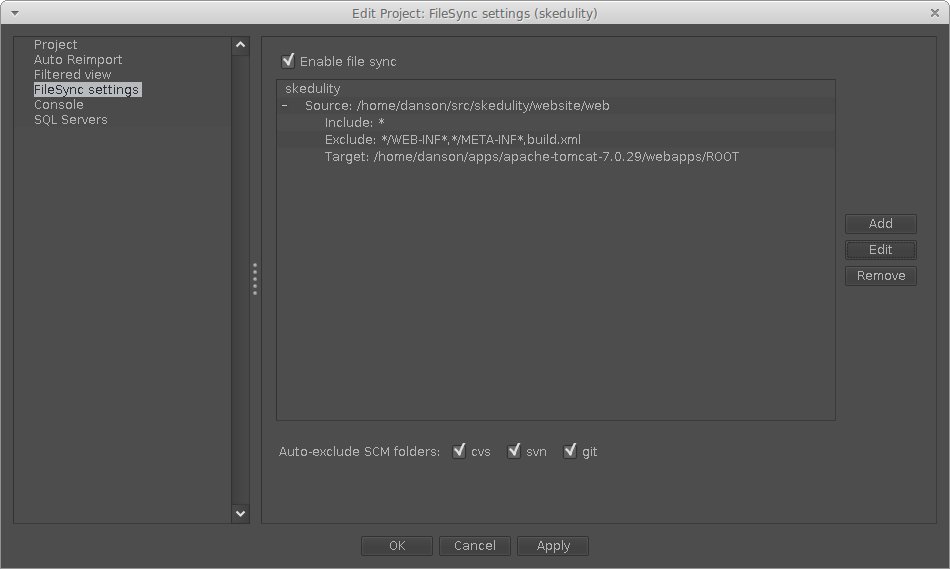 Edit Project: FileSync settings (skedulity)
Project
Auto Reimport
Filtered view
FileSync settings
Console
SQL Servers
Enable file sync
skedulity
− Source: /home/danson/src/skedulity/website/web
Include: *
Exclude: */WEB-INF*,*/META-INF*,build.xml
Target: /home/danson/apps/apache-tomcat-7.0.29/webapps/ROOT
Add
Edit
Remove
Auto-exclude SCM folders: cvs svn git
OK Cancel Apply